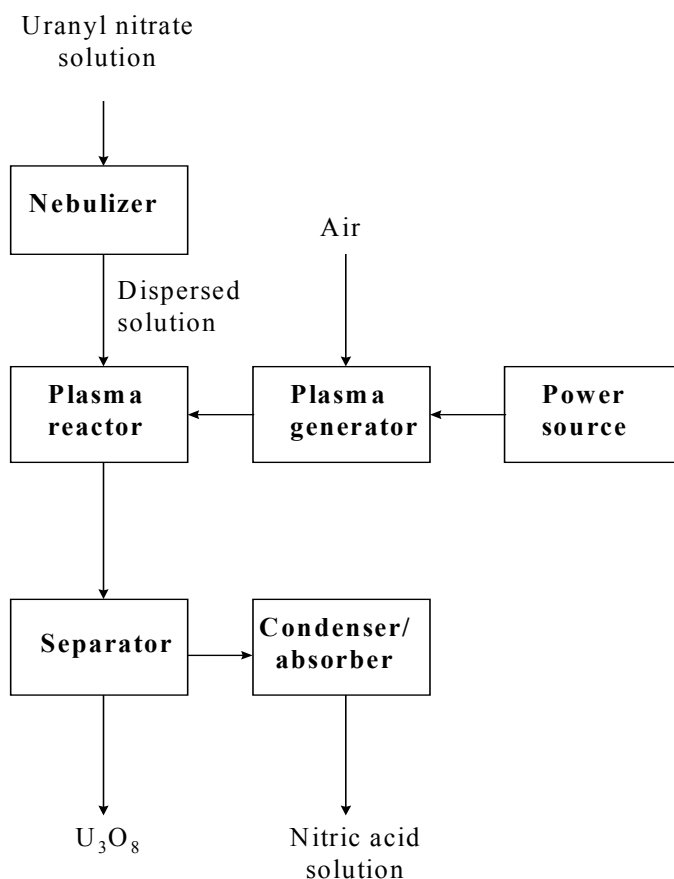 Uranyl nitrate
solution
Nebulizer
Air
Dispersed
solution
Plasma
reactor
Plasma
generator
Power
source
Separator
Condenser/
absorber
U₃O₈
Nitric acid
solution